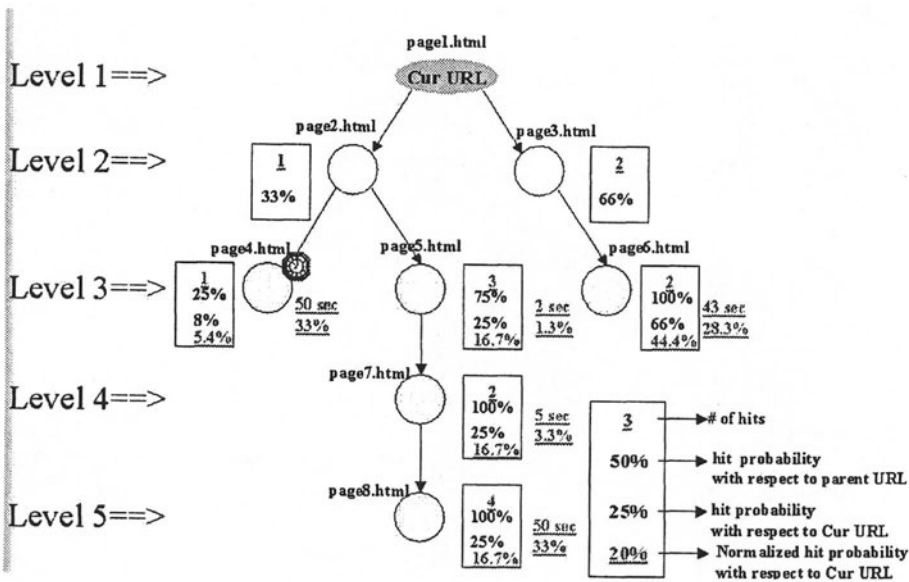 page1.html
Level 1==>
Cur URL
page2.html
page3.html
Level 2==>
1
33%
2
66%
page4.html
page5.html
page6.html
Level 3==>
1
25%
8%
5.4%
50 sec
33%
3
75%
25%
16.7%
2 sec
1.3%
2
100%
66%
44.4%
43 sec
28.3%
page7.html
Level 4==>
2
100%
25%
16.7%
5 sec
3.3%
page8.html
Level 5==>
4
100%
25%
16.7%
50 sec
33%
3
# of hits
50%
hit probability
with respect to parent URL
25%
hit probability
with respect to Cur URL
20%
Normalized hit probability
with respect to Cur URL